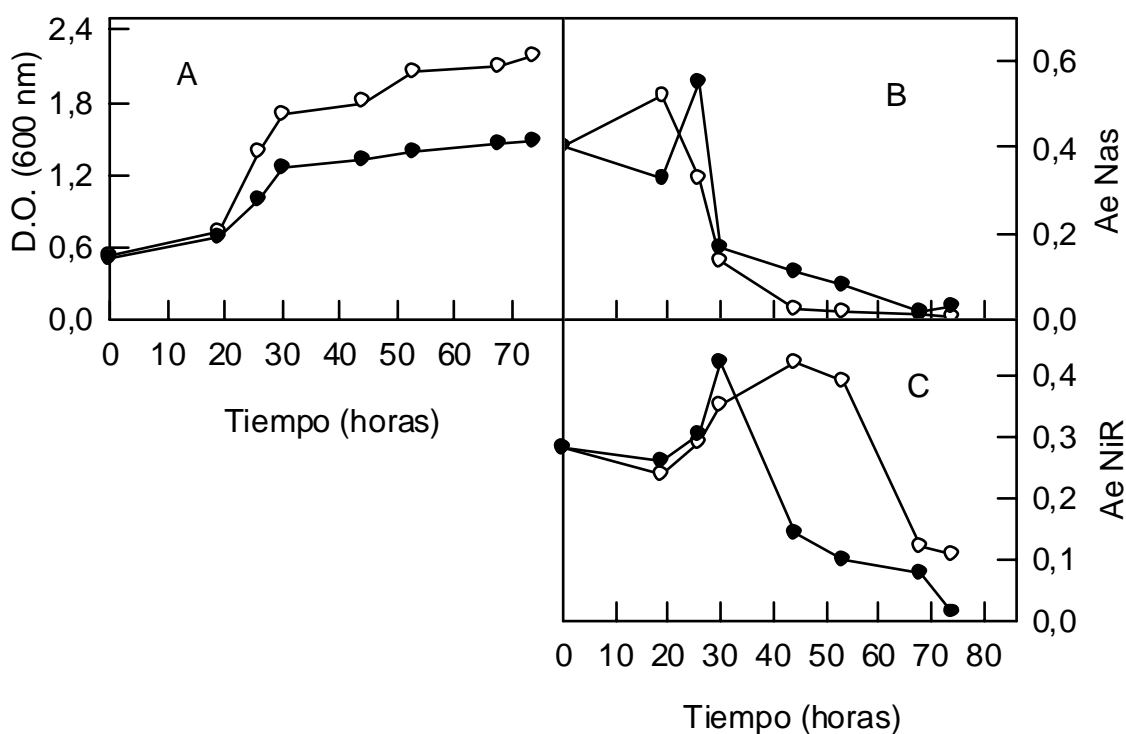 2,4
1,8
1,2
0,6
0,0
D.O. (600 nm)
A
0 10 20 30 40 50 60 70
Tiempo (horas)
B
0,6
0,4
0,2
0,0
Ae Nas
C
0,4
0,3
0,2
0,1
0,0
Ae NiR
0 10 20 30 40 50 60 70 80
Tiempo (horas)